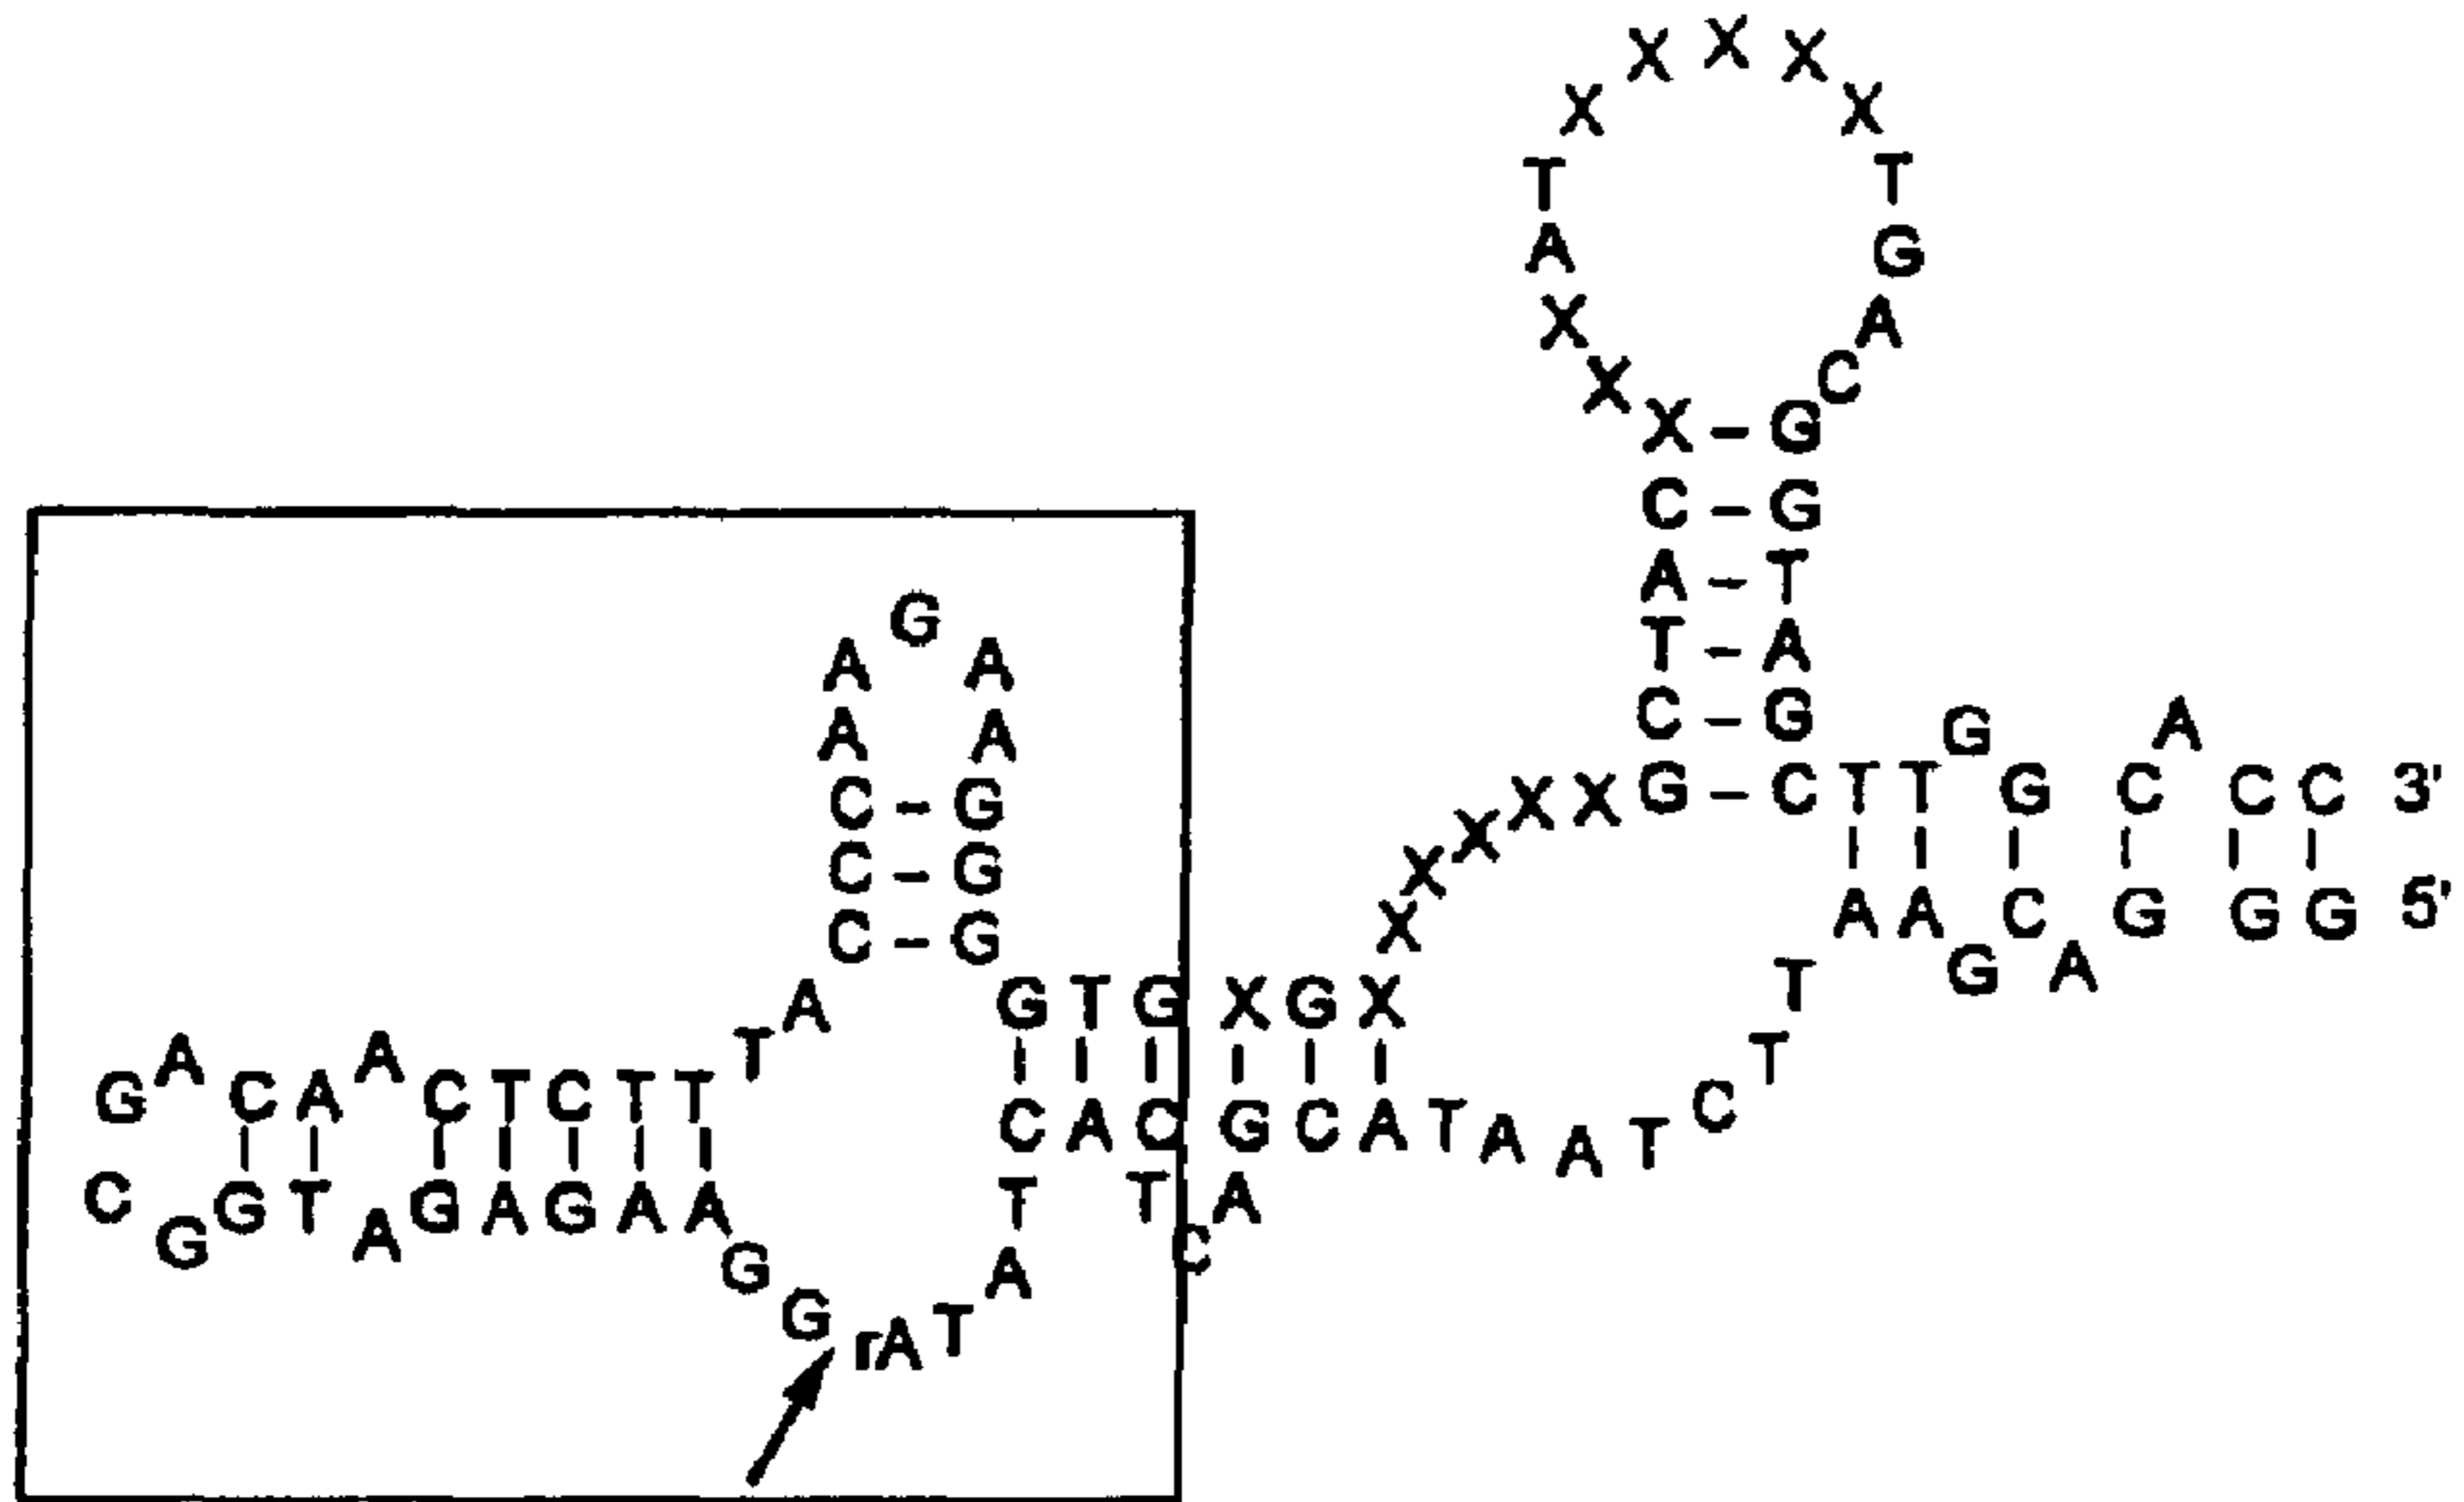 X X X
X X
T T
A G
X A
X C
X – G
C – G
A – T
T – A
C – G
X X X X X G – C T T G G C A C C 3'
A A C G G G 5'
T G A
T
C
G
A A
A A
C – G
C – G
C – G
T A G T G X G X
G A C A A C T C T T
C A C G C A T A A T
C G G T A G A G A A
T T C A
G A
G rA T